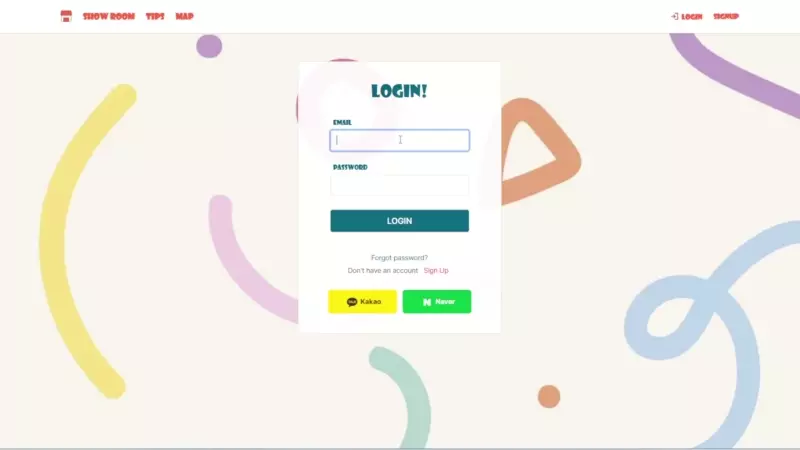 SHOW ROOM TIPS MAP
LOGIN SIGNUP
LOGIN!
EMAIL
PASSWORD
LOGIN
Forgot password?
Don't have an account Sign Up
Kakao
Naver